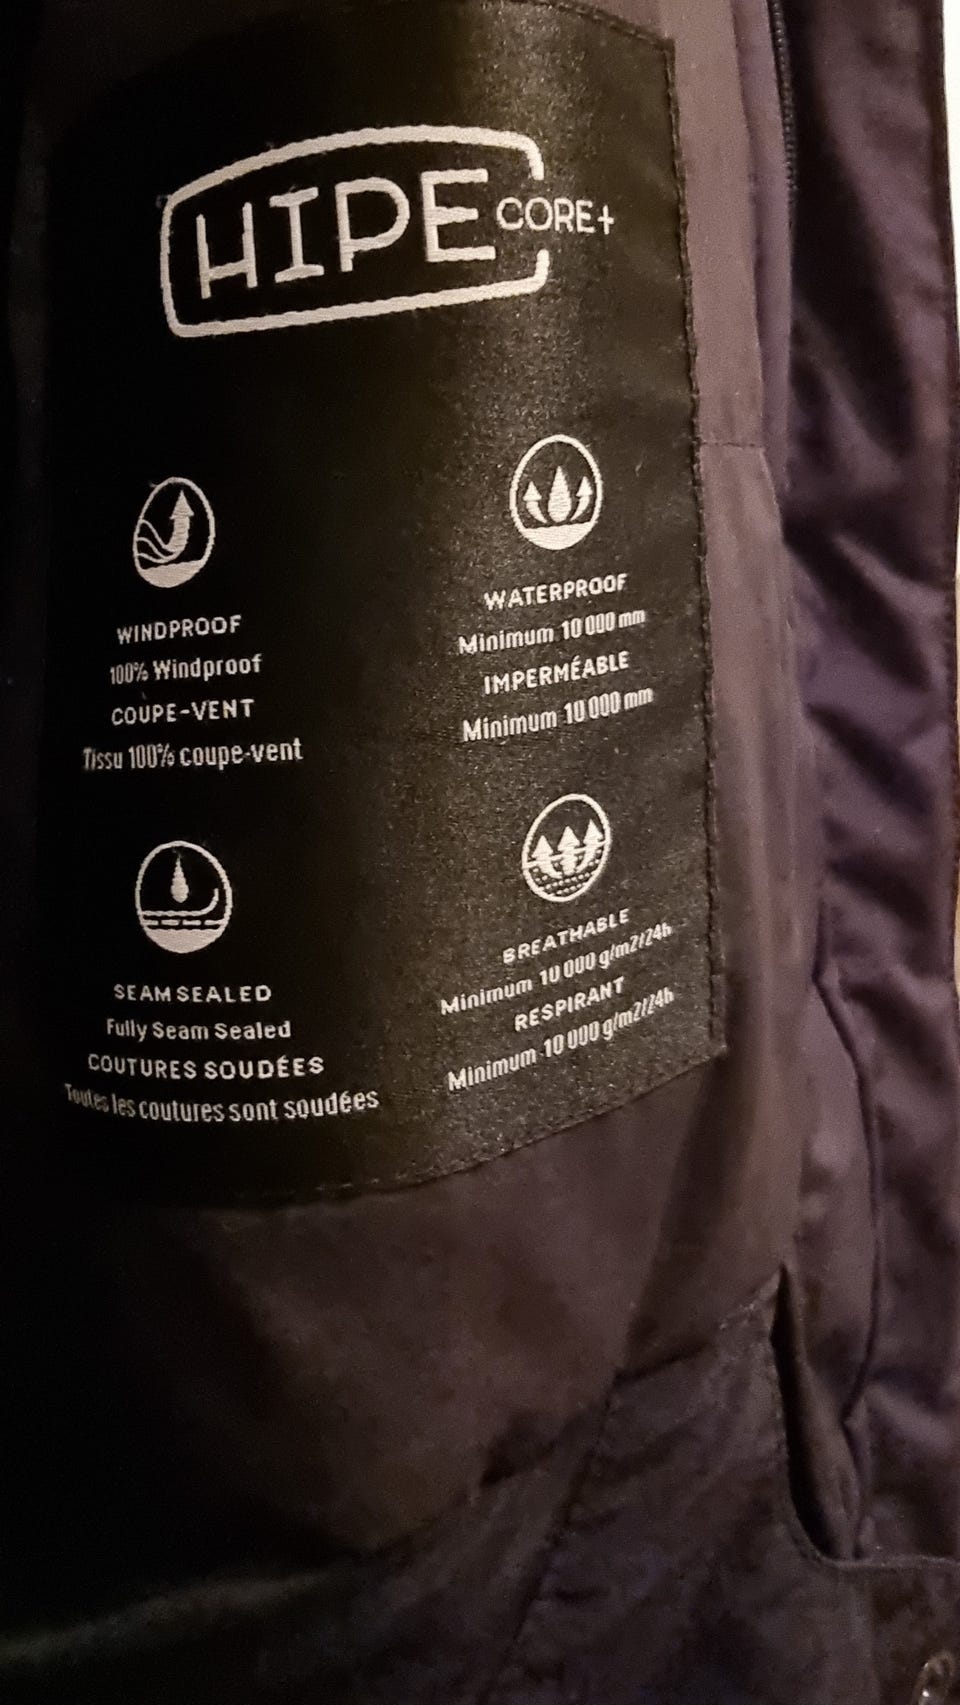 HIPE CORE+
WINDPROOF
100% Windproof
COUPE-VENT
Tissu 100% coupe-vent
WATERPROOF
Minimum 10 000 mm
IMPERMÉABLE
Minimum 10 000 mm
SEAM SEALED
Fully Seam Sealed
COUTURES SOUDÉES
Toutes les coutures sont soudées
BREATHABLE
Minimum 10 000 g/m2/24h
RESPIRANT
Minimum 10 000 g/m2/24h